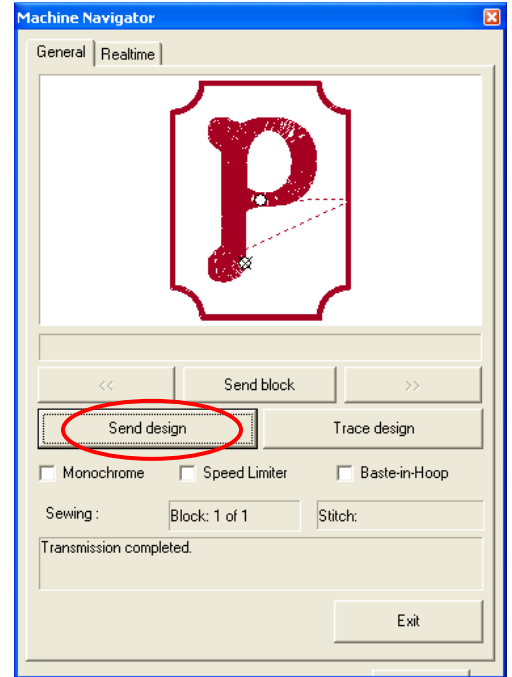 Machine Navigator
General Realtime
p
<< Send block >>
Send design Trace design
Monochrome Speed Limiter Baste-in-Hoop
Sewing : Block: 1 of 1 Stitch:
Transmission completed.
Exit